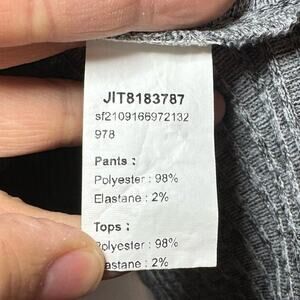 JIT8183787
sf2109166972132
978
Pants :
Polyester : 98%
Elastane : 2%
Tops :
Polyester : 98%
Elastane : 2%